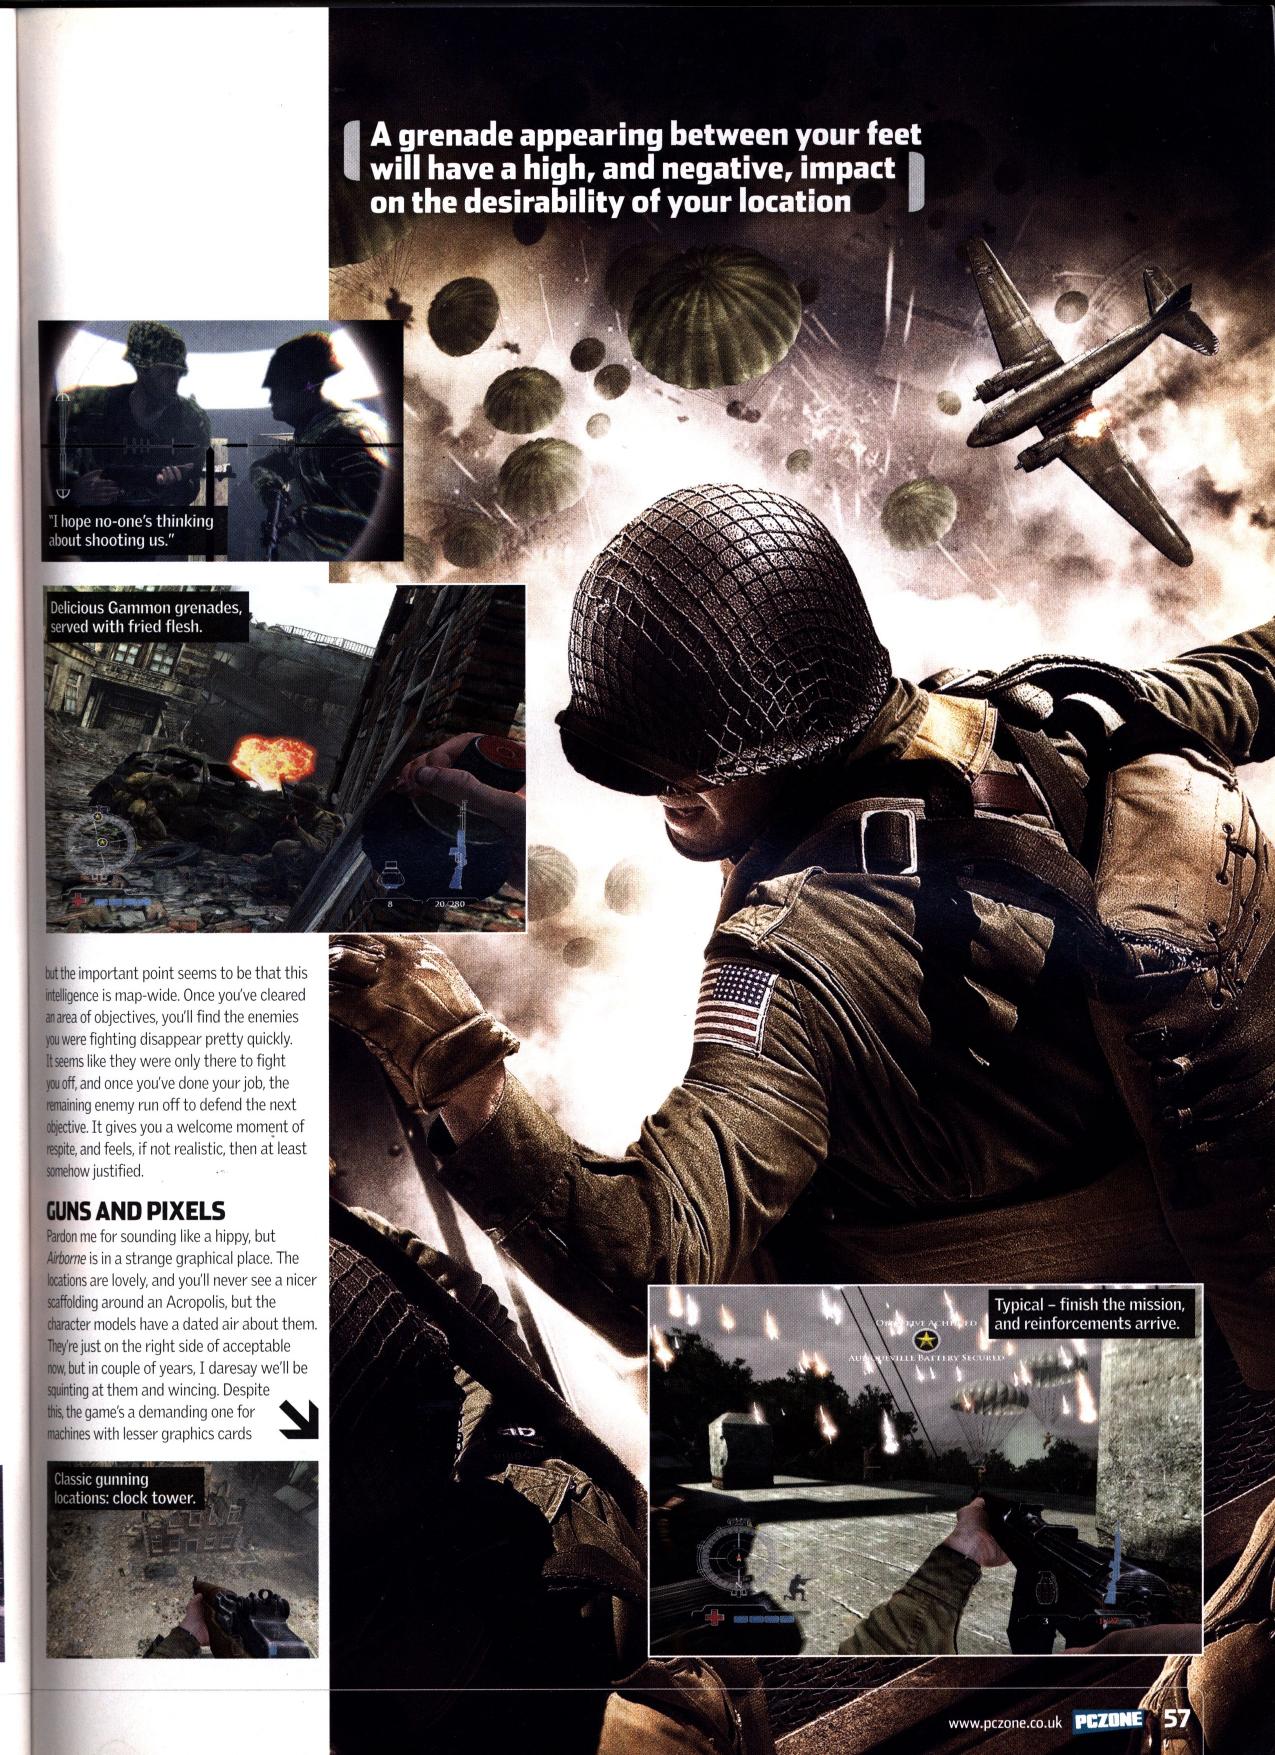 A grenade appearing between your feet
will have a high, and negative, impact
on the desirability of your location
"I hope no-one's thinking
about shooting us."
Delicious Gammon grenades,
served with fried flesh.
8
20/280
but the important point seems to be that this
intelligence is map-wide. Once you've cleared
an area of objectives, you'll find the enemies
you were fighting disappear pretty quickly.
It seems like they were only there to fight
you off, and once you've done your job, the
remaining enemy run off to defend the next
objective. It gives you a welcome moment of
respite, and feels, if not realistic, then at least
somehow justified.
GUNS AND PIXELS
Pardon me for sounding like a hippy, but
Airborne is in a strange graphical place. The
locations are lovely, and you'll never see a nicer
scaffolding around an Acropolis, but the
character models have a dated air about them.
They're just on the right side of acceptable
now, but in couple of years, I daresay we'll be
squinting at them and wincing. Despite
this, the game's a demanding one for
machines with lesser graphics cards
Classic gunning
locations: clock tower.
Typical – finish the mission,
and reinforcements arrive.
Objective Achieved
Battery Secured
3
www.pczone.co.uk PCZONE 57